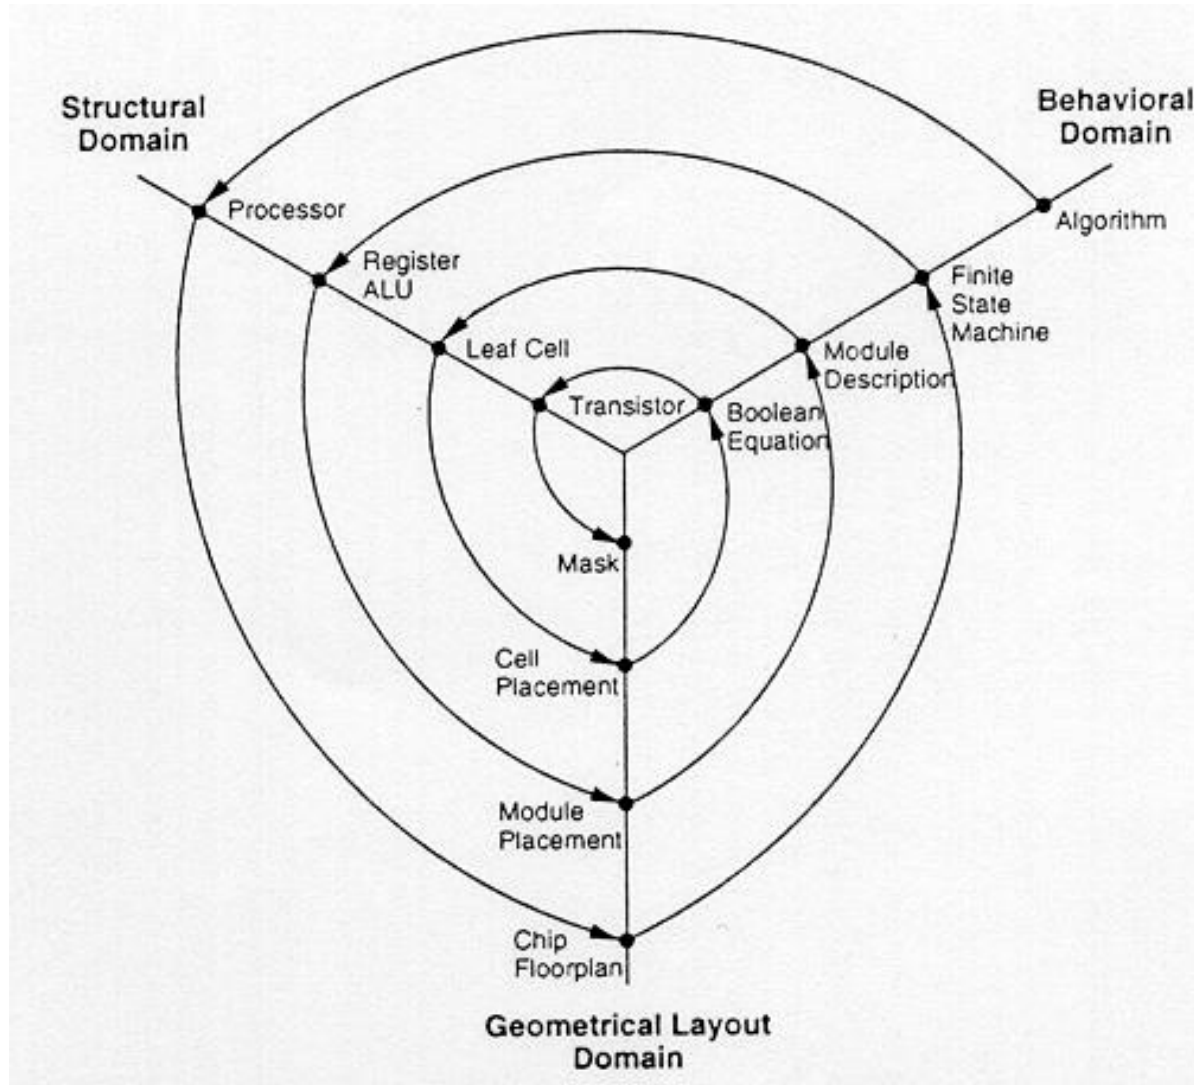 Structural
Domain
Behavioral
Domain
Processor
Algorithm
Register
ALU
Finite
State
Machine
Leaf Cell
Module
Description
Transistor
Boolean
Equation
Mask
Cell
Placement
Module
Placement
Chip
Floorplan
Geometrical Layout
Domain